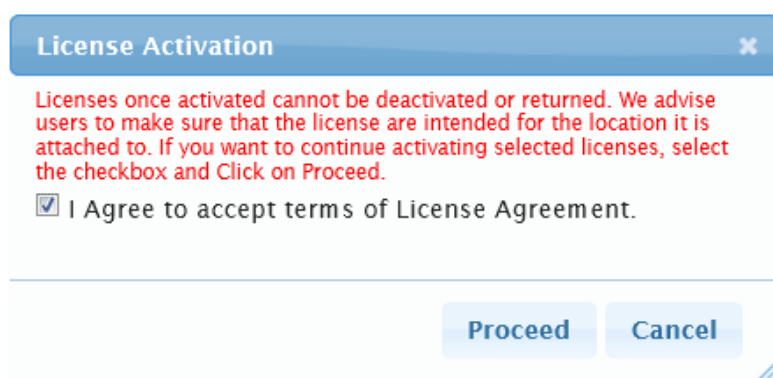 License Activation
Licenses once activated cannot be deactivated or returned. We advise
users to make sure that the license are intended for the location it is
attached to. If you want to continue activating selected licenses, select
the checkbox and Click on Proceed.
I Agree to accept terms of License Agreement.
Proceed Cancel